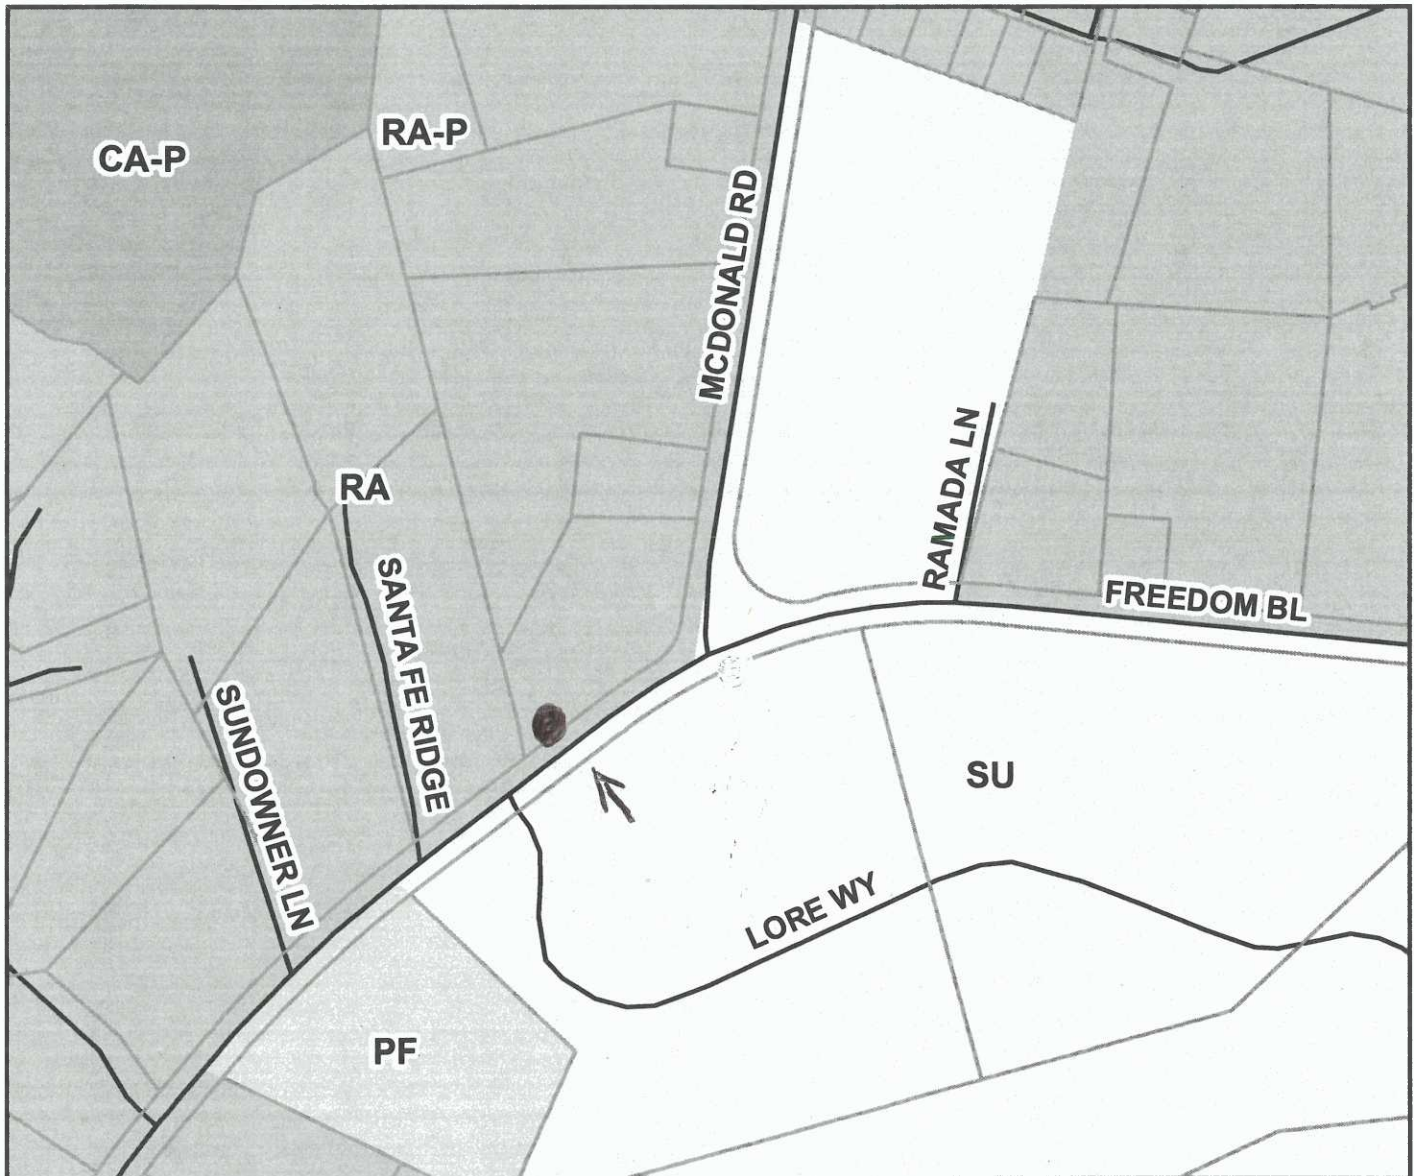 CA-P
RA-P
MCDONALD RD
RA
RAMADA LN
FREEDOM BL
SANTA FE RIDGE
SUNDOWNER LN
SU
LORE WY
PF